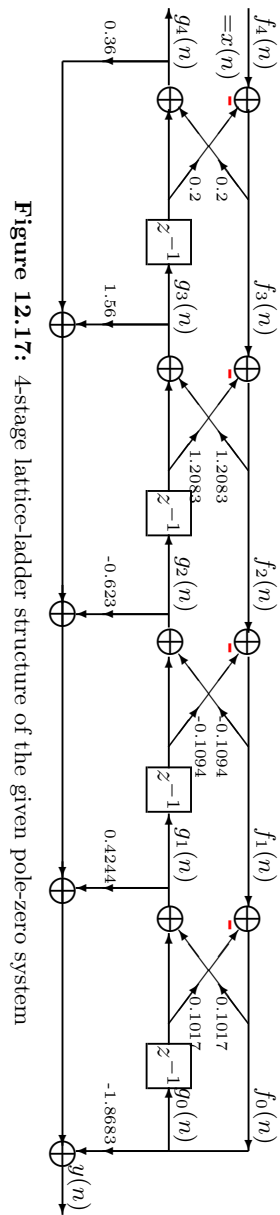 f₄(n) f₃(n) f₂(n) f₁(n) f₀(n)
=x(n)
0.2 1.2083 -0.1094 0.1017
0.2 1.2083 -0.1094 0.1017
z⁻¹ z⁻¹ z⁻¹ z⁻¹
g₄(n) g₃(n) g₂(n) g₁(n) g₀(n)
0.36 1.56 -0.623 0.4244 -1.8683
y(n)
Figure 12.17: 4-stage lattice-ladder structure of the given pole-zero system